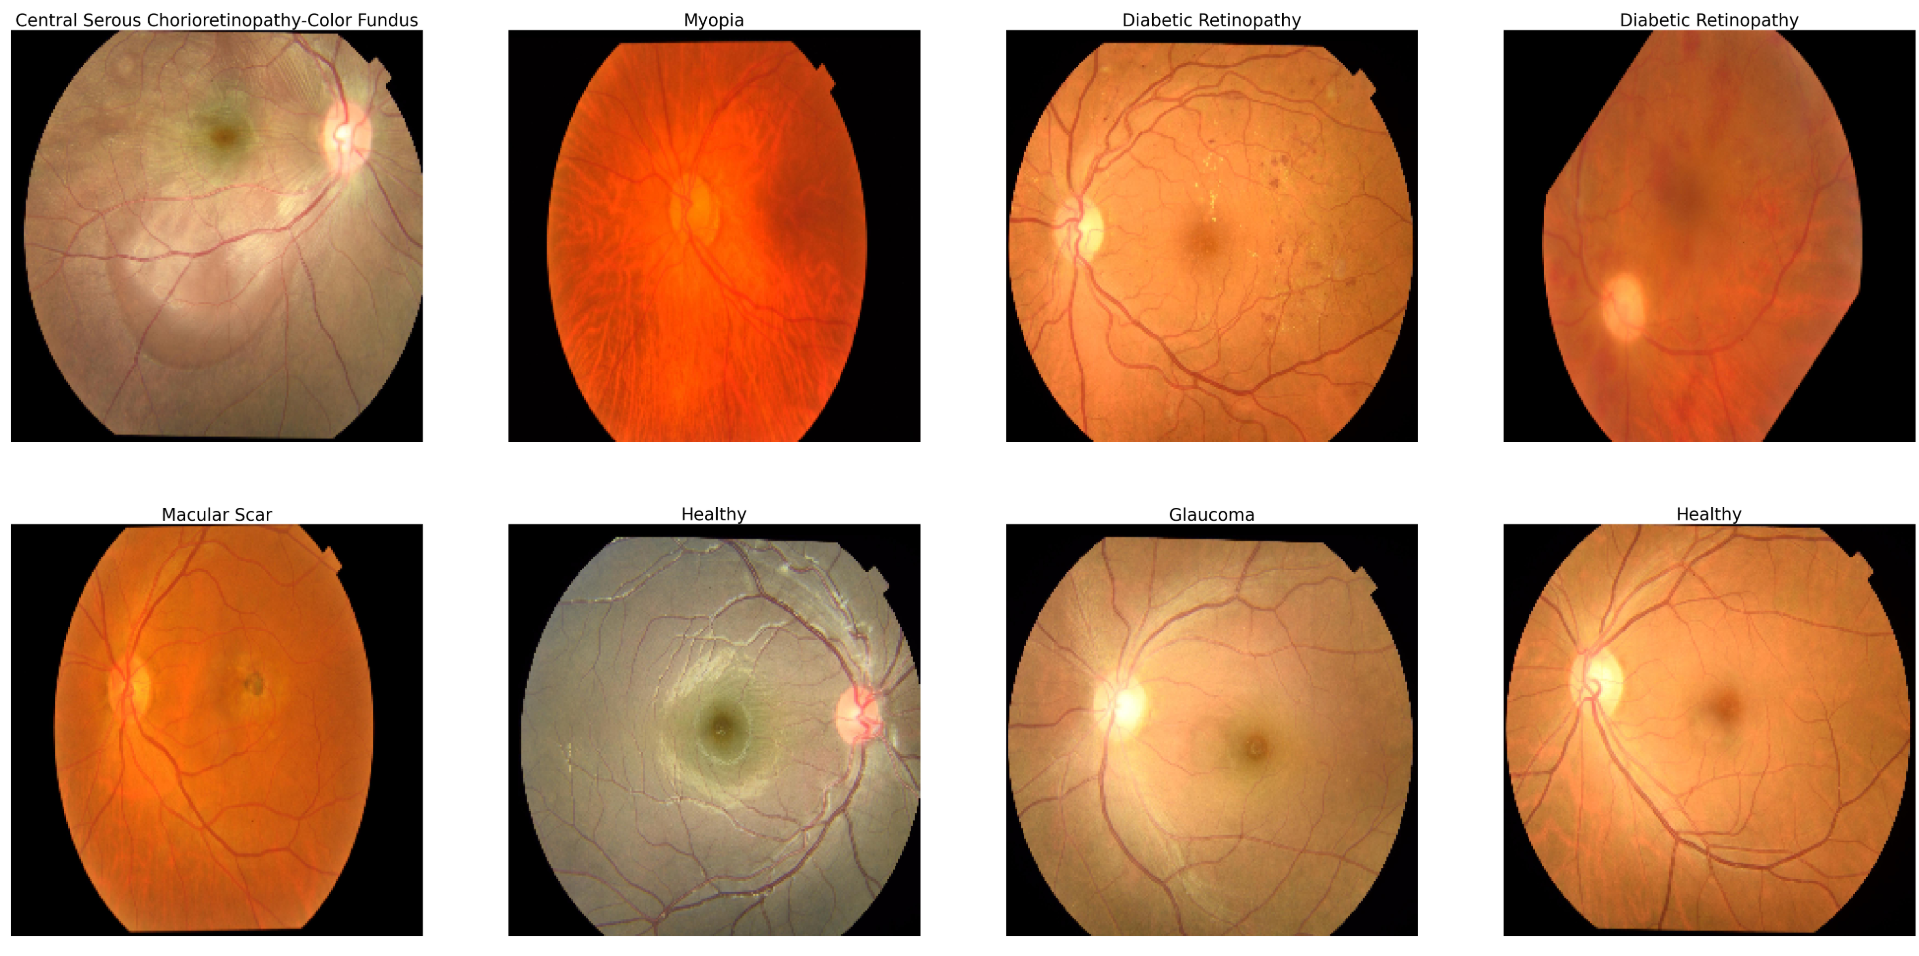 Central Serous Chorioretinopathy-Color Fundus
Myopia
Diabetic Retinopathy
Diabetic Retinopathy
Macular Scar
Healthy
Glaucoma
Healthy